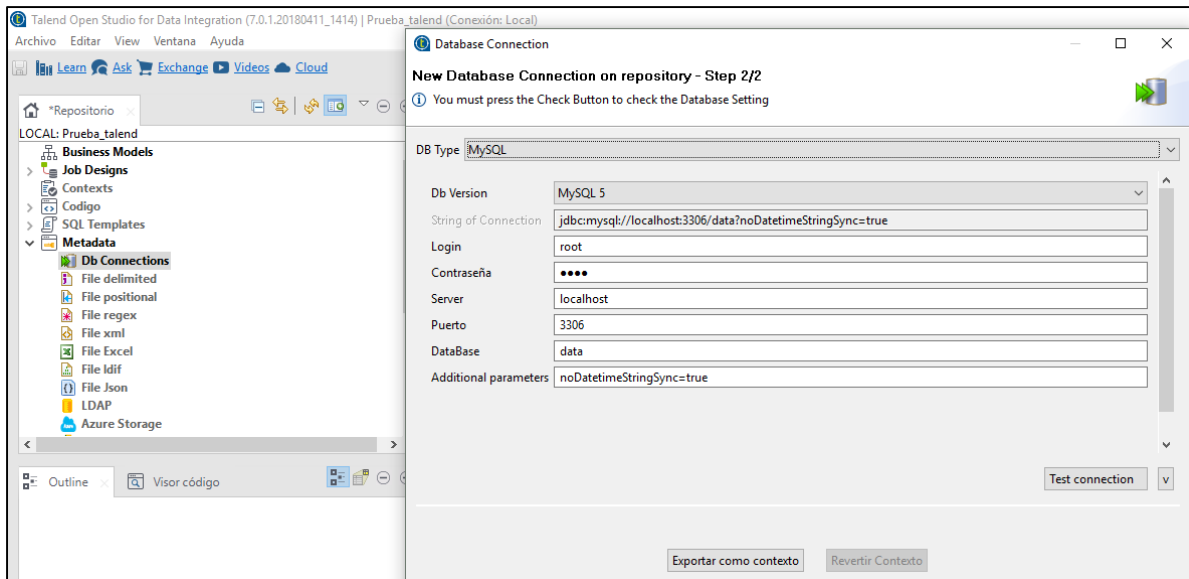 Talend Open Studio for Data Integration (7.0.1.20180411_1414) | Prueba_talend (Conexión: Local)
Archivo Editar View Ventana Ayuda
Learn Ask Exchange Videos Cloud
*Repositorio
LOCAL: Prueba_talend
Business Models
Job Designs
Contexts
Codigo
SQL Templates
Metadata
Db Connections
File delimited
File positional
File regex
File xml
File Excel
File ldif
File Json
LDAP
Azure Storage
Outline
Visor código
Database Connection
New Database Connection on repository - Step 2/2
You must press the Check Button to check the Database Setting
DB Type MySQL
Db Version MySQL 5
String of Connection jdbc:mysql://localhost:3306/data?noDatetimeStringSync=true
Login root
Contraseña ●●●●
Server localhost
Puerto 3306
DataBase data
Additional parameters noDatetimeStringSync=true
Test connection v
Exportar como contexto Revertir Contexto